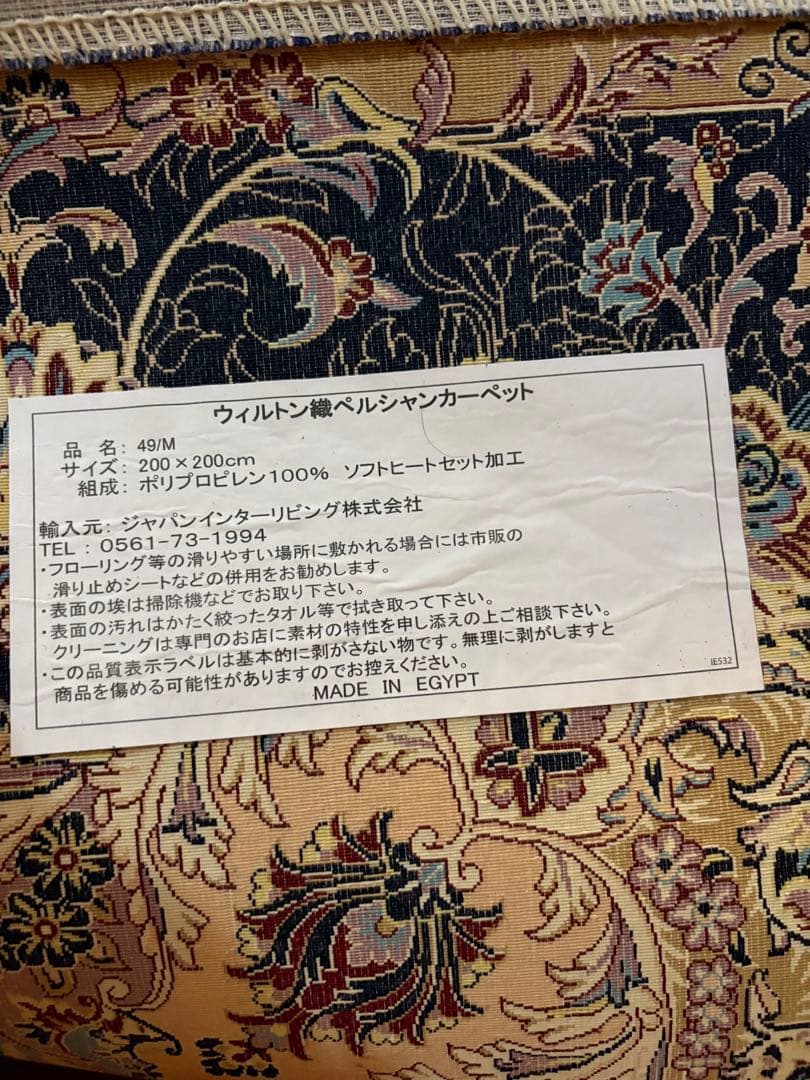 ウィルトン織ペルシャンカーペット
品 名: 49/M
サイズ: 200×200cm
組成: ポリプロピレン100% ソフトヒートセット加工
輸入元: ジャパンインターリビング株式会社
TEL : 0561-73-1994
・フローリング等の滑りやすい場所に敷かれる場合には市販の
滑り止めシートなどの併用をお勧めします。
・表面の埃は掃除機などでお取り下さい。
・表面の汚れはかたく絞ったタオル等で拭き取って下さい。
クリーニングは専門のお店に素材の特性を申し添えの上ご相談下さい。
・この品質表示ラベルは基本的に剥がさない物です。無理に剥がしますと
商品を傷める可能性がありますのでお控えください。
MADE IN EGYPT
IE532